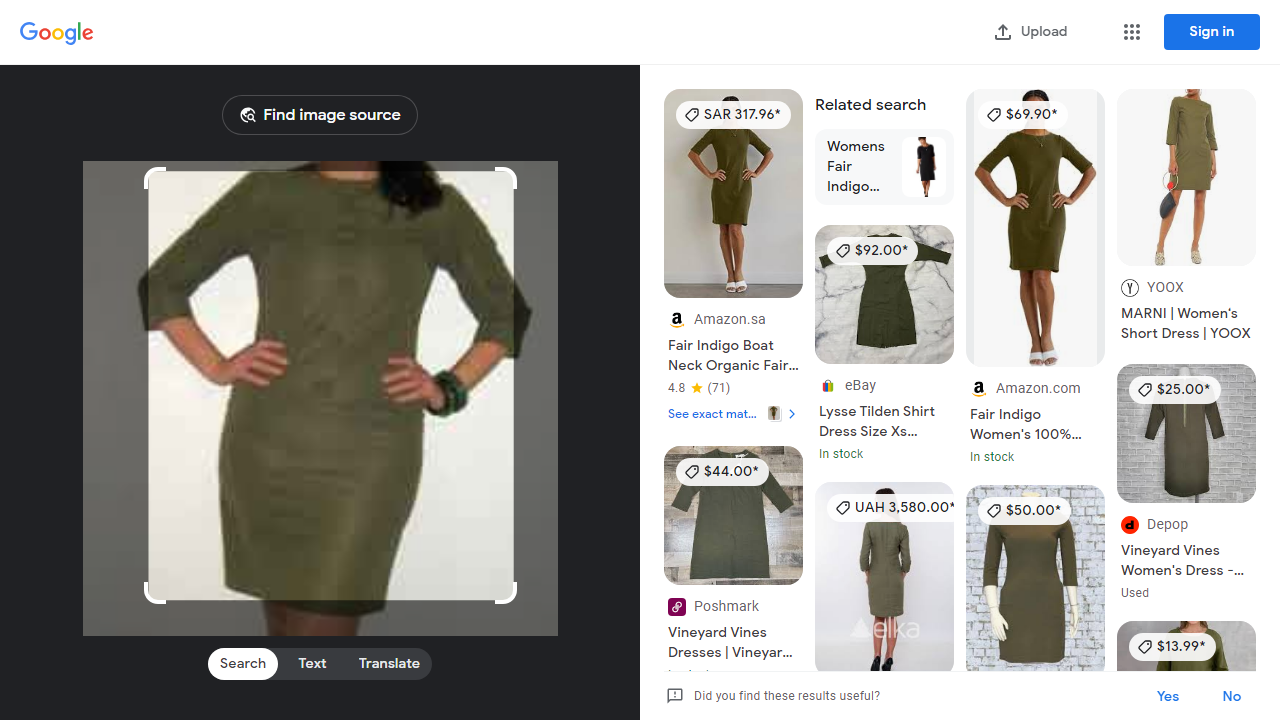 Google
Upload
Sign in
Find image source
Search
Text
Translate
SAR 317.96*
Amazon.sa
Fair Indigo Boat
Neck Organic Fair...
4.8
(71)
See exact mat...
$44.00*
Poshmark
Vineyard Vines
Dresses | Vineyar...
Related search
Womens
Fair
Indigo...
$92.00*
eBay
Lysse Tilden Shirt
Dress Size Xs...
In stock
UAH 3,580.00*
elka
$69.90*
Amazon.com
Fair Indigo
Women's 100%...
In stock
$50.00*
YOOX
MARNI | Women's
Short Dress | YOOX
$25.00*
Depop
Vineyard Vines
Women's Dress -...
Used
$13.99*
Did you find these results useful?
Yes
No